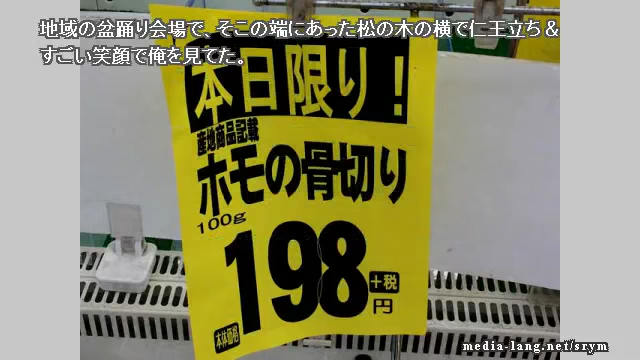 地域の盆踊り会場で、そこの端にあった松の木の横で仁王立ち＆
すごい笑顔で俺を見てた。
本日限り！
産地商品記載
ホモの骨切り
100g
198
+税
円
本体価格
media-lang.net/srym